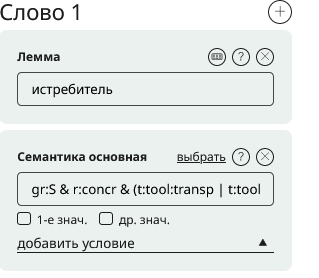 Слово 1
Лемма
истребитель
Семантика основная выбрать ?
gr:S & r:concr & (t:tool:transp | t:tool
1-е знач. др. знач.
добавить условие